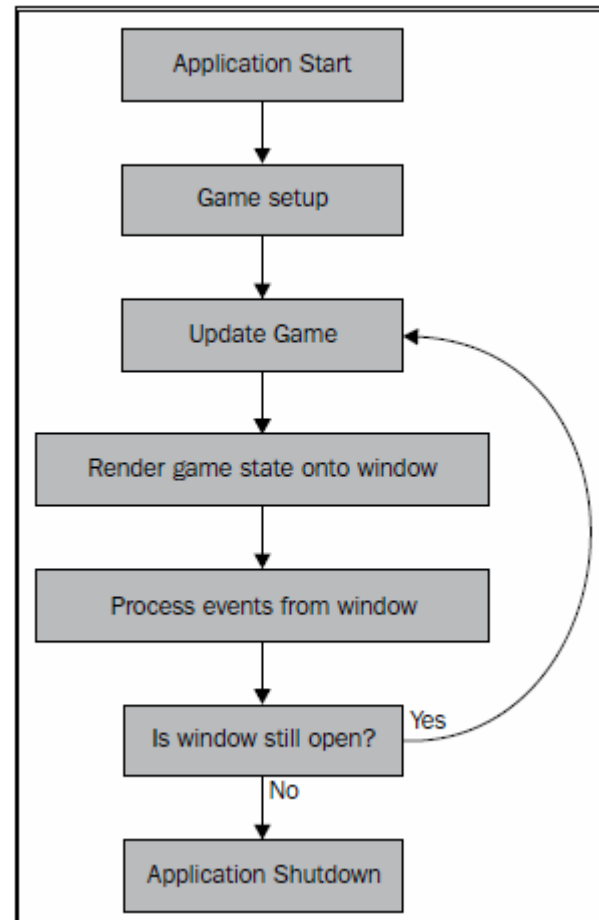 Application Start
Game setup
Update Game
Render game state onto window
Process events from window
Is window still open?
Yes
No
Application Shutdown